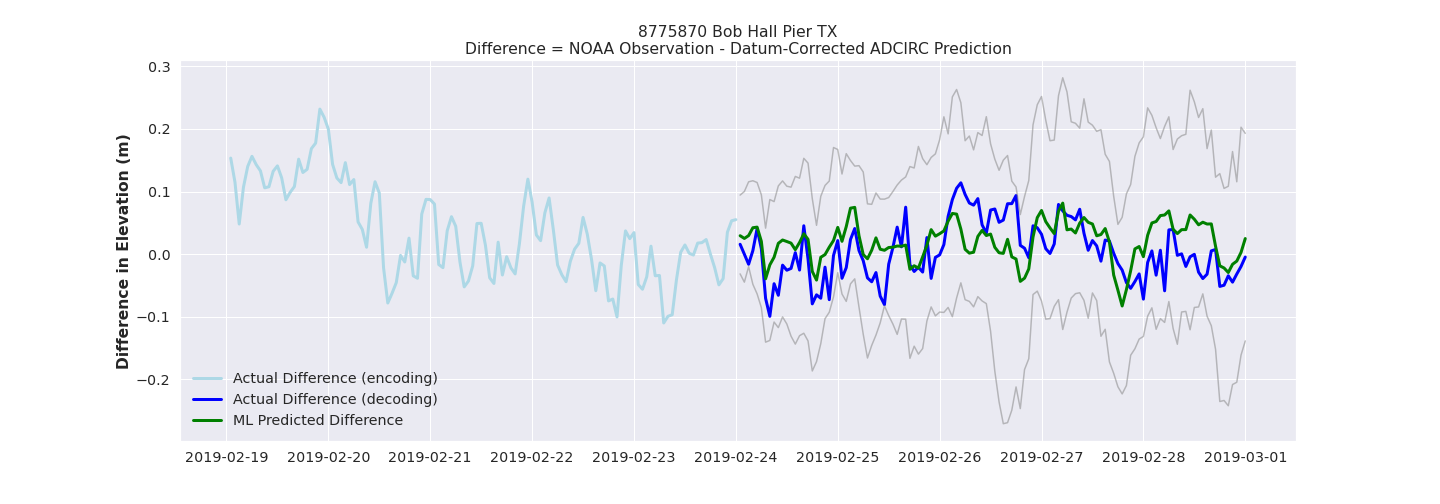 8775870 Bob Hall Pier TX
Difference = NOAA Observation - Datum-Corrected ADCIRC Prediction
Difference in Elevation (m)
0.3
0.2
0.1
0.0
−0.1
−0.2
Actual Difference (encoding)
Actual Difference (decoding)
ML Predicted Difference
2019-02-19 2019-02-20 2019-02-21 2019-02-22 2019-02-23 2019-02-24 2019-02-25 2019-02-26 2019-02-27 2019-02-28 2019-03-01